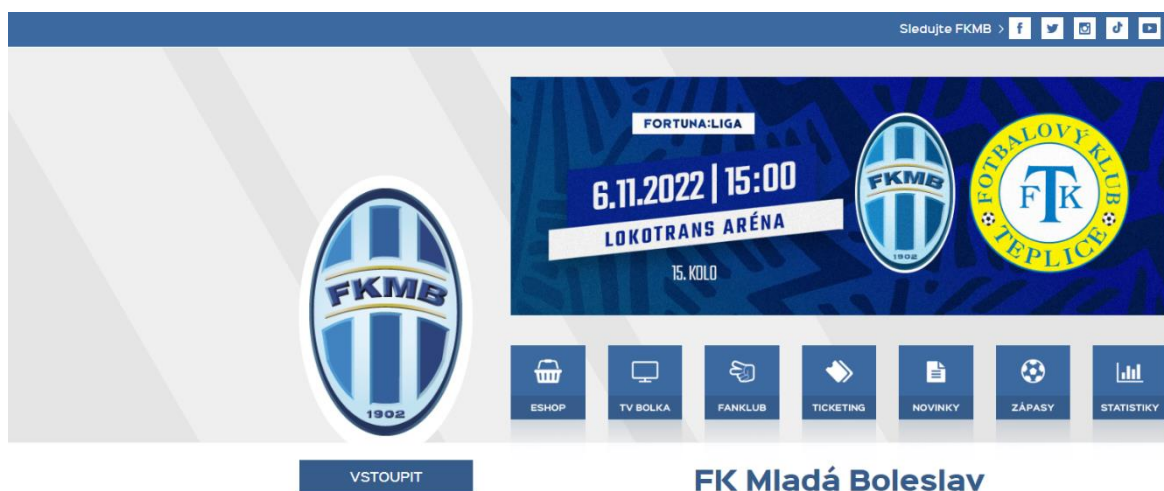 Sledujte FKMB >
FORTUNA:LIGA
6.11.2022 | 15:00
LOKOTRANS ARÉNA
15. KOLO
FKMB
1902
FOTBALOVÝ KLUB
FTK
TEPLICE
FKMB
1902
ESHOP
TV BOLKA
FANKLUB
TICKETING
NOVINKY
ZÁPASY
STATISTIKY
VSTOUPIT
FK Mladá Boleslav